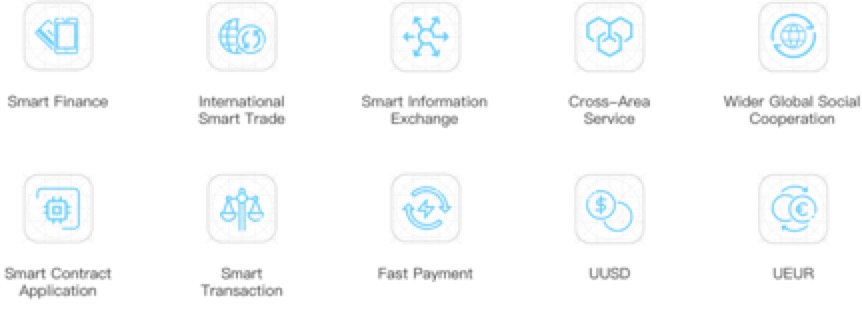 Smart Finance
International
Smart Trade
Smart Information
Exchange
Cross-Area
Service
Wider Global Social
Cooperation
Smart Contract
Application
Smart
Transaction
Fast Payment
$
UUSD
€
UEUR